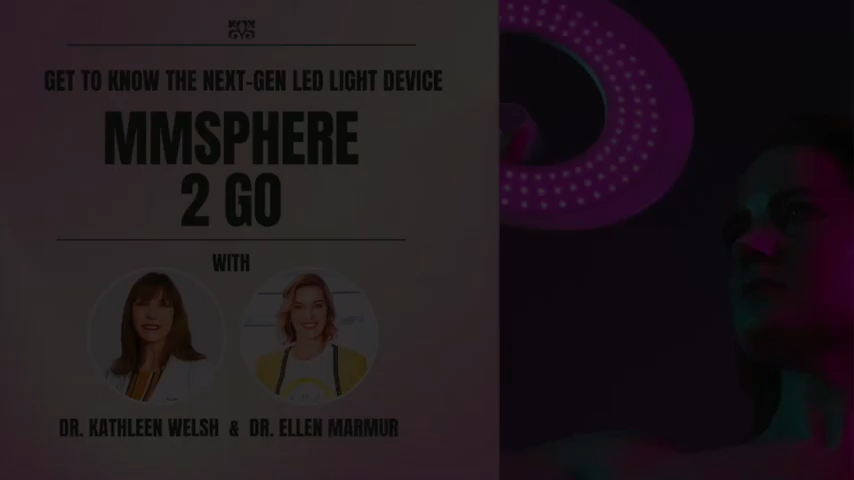 GET TO KNOW THE NEXT-GEN LED LIGHT DEVICE
MMSPHERE
2 GO
WITH
DR. KATHLEEN WELSH & DR. ELLEN MARMUR